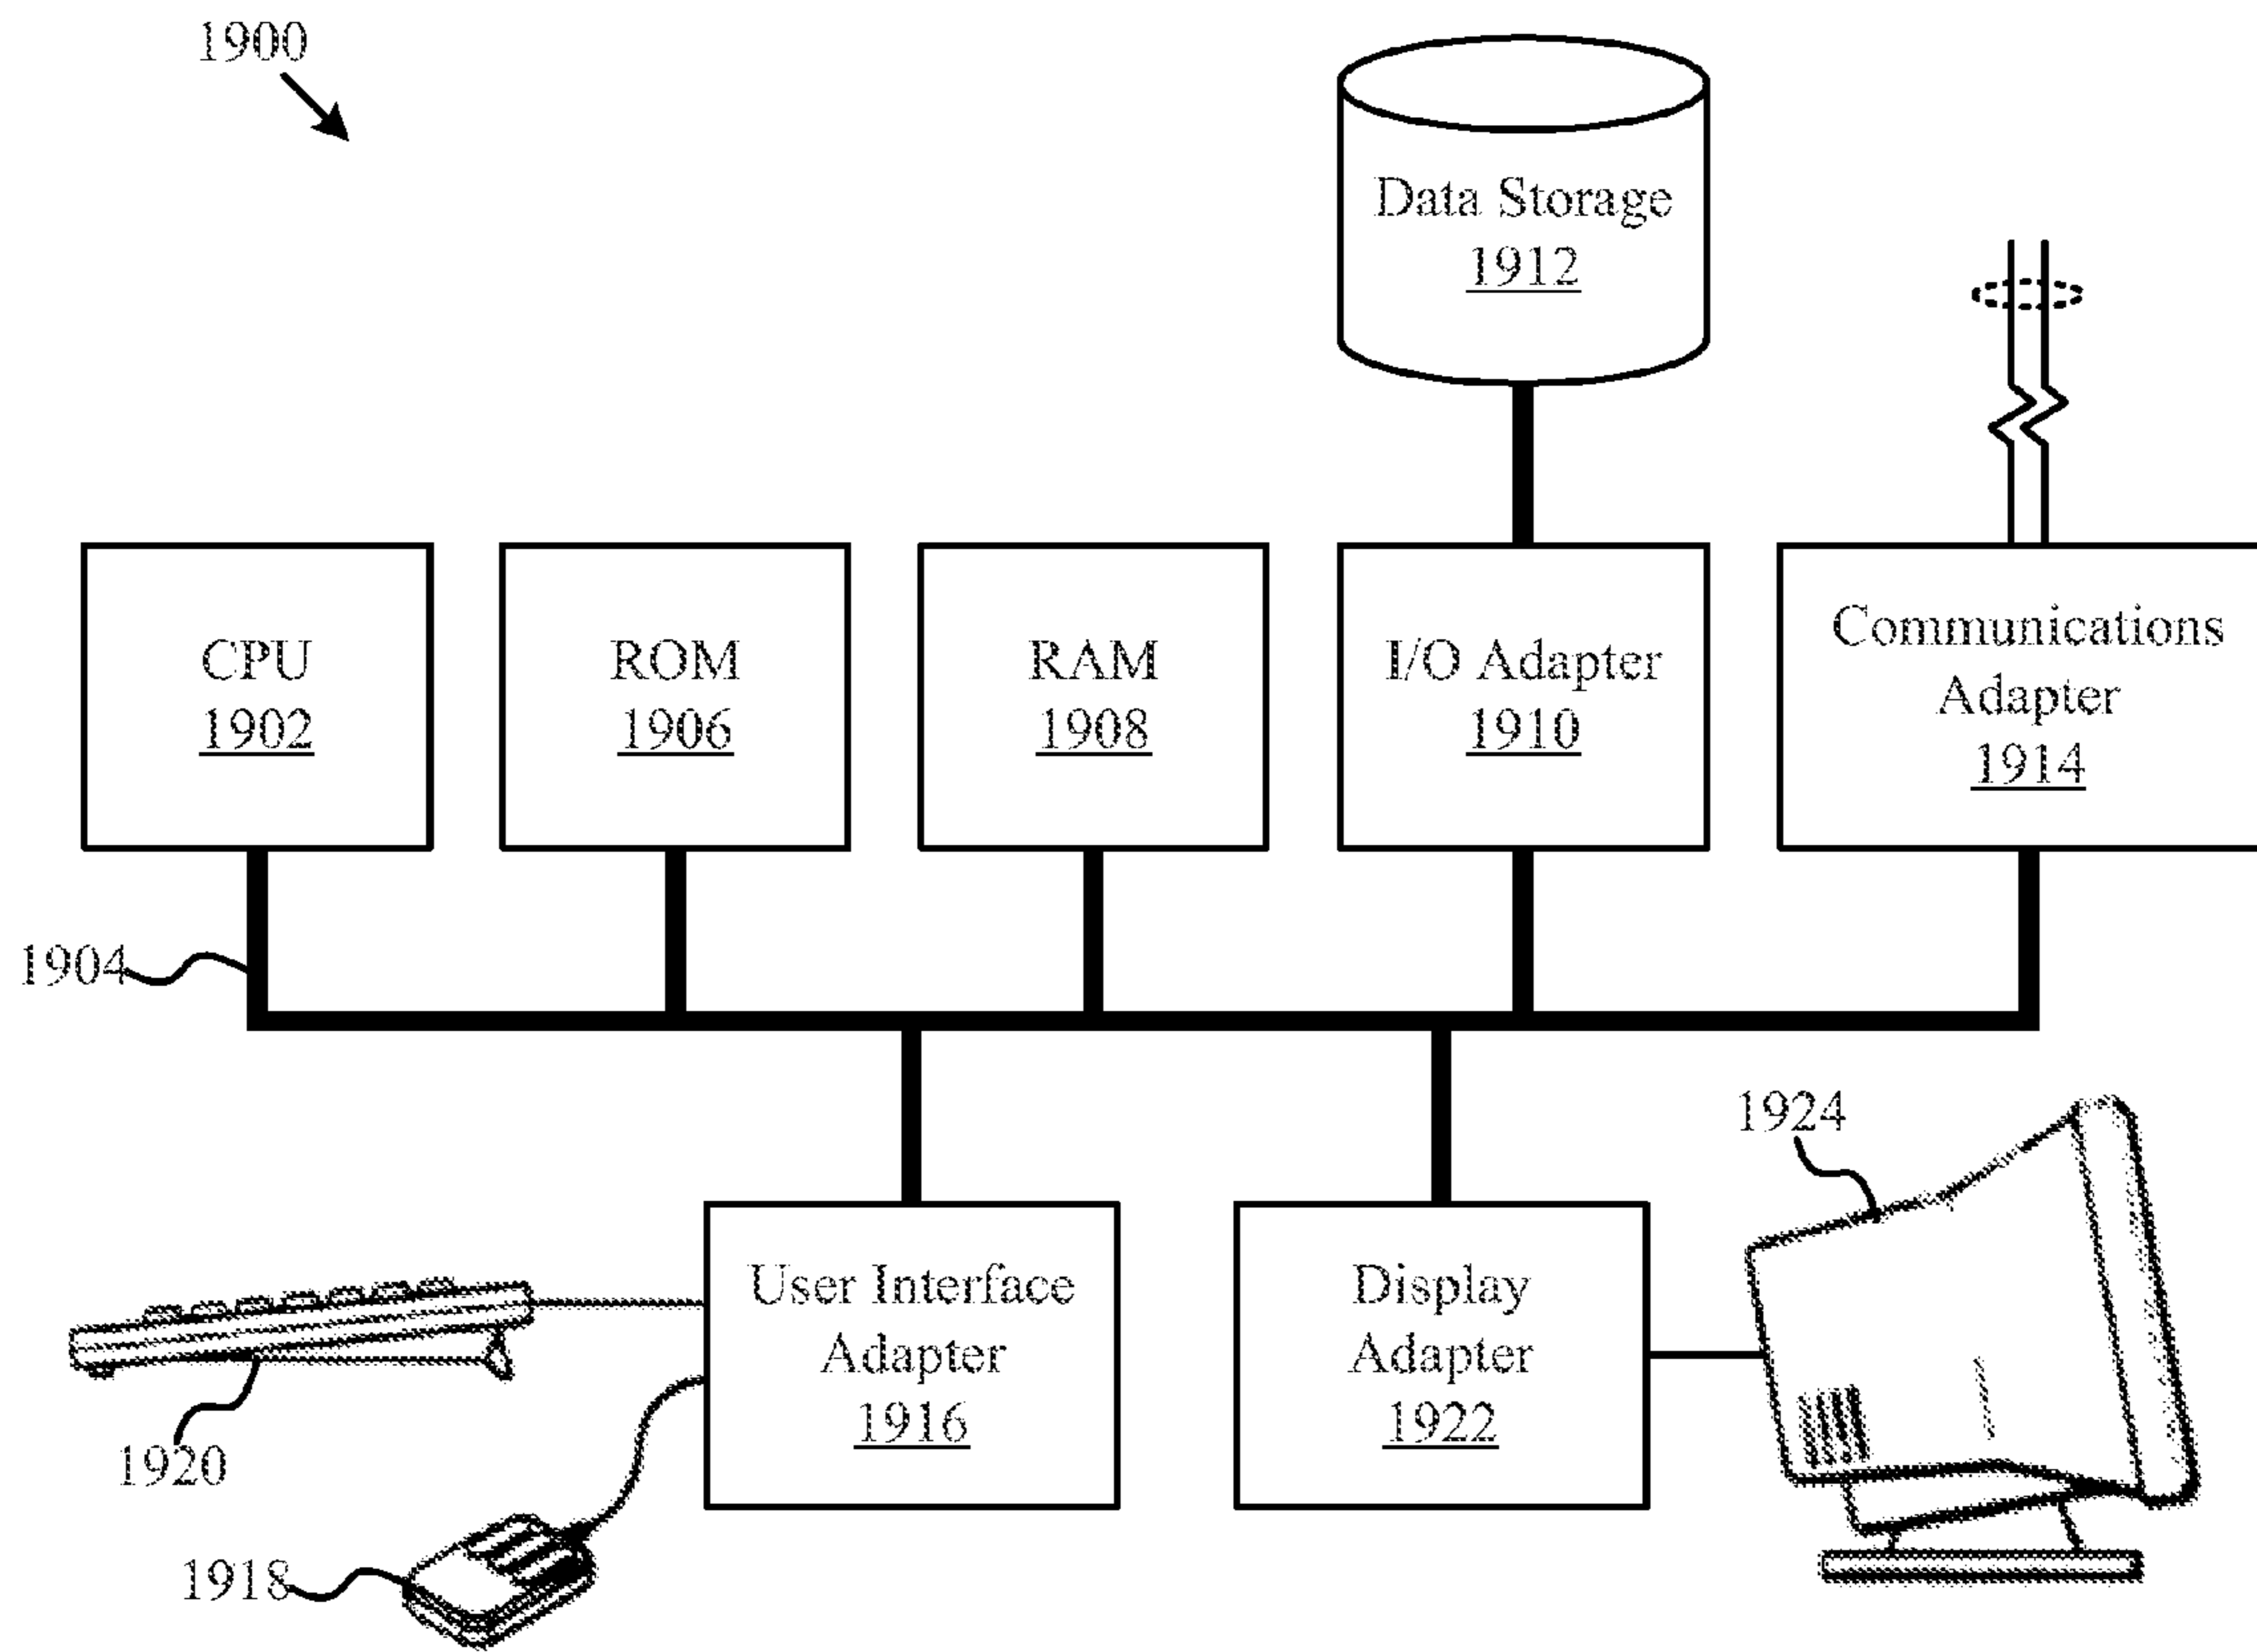 1900
Data Storage
1912
CPU
1902
ROM
1906
RAM
1908
I/O Adapter
1910
Communications
Adapter
1914
1904
1924
User Interface
Adapter
1916
Display
Adapter
1922
1920
1918